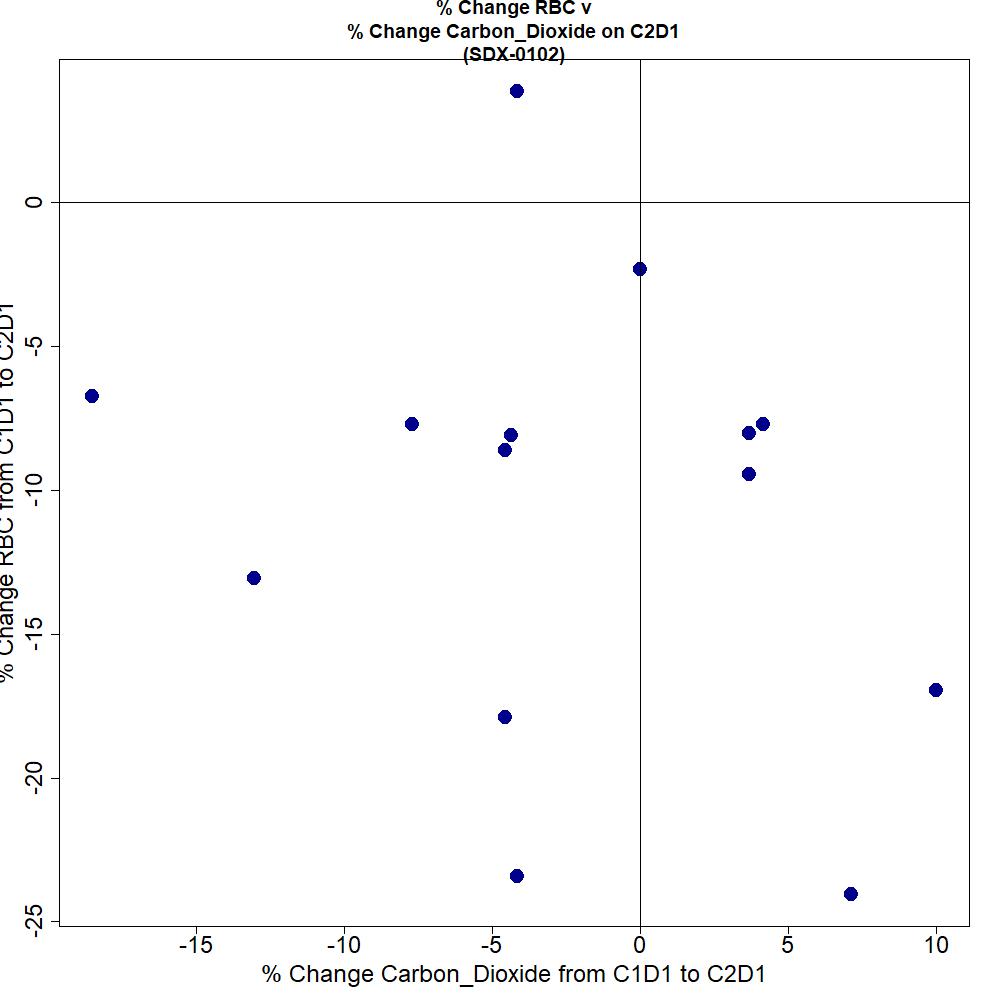 % Change RBC v
% Change Carbon_Dioxide on C2D1
(SDX-0102)
0
-5
-10
-15
-20
-25
% Change RBC from C1D1 to C2D1
-15
-10
-5
0
5
10
% Change Carbon_Dioxide from C1D1 to C2D1